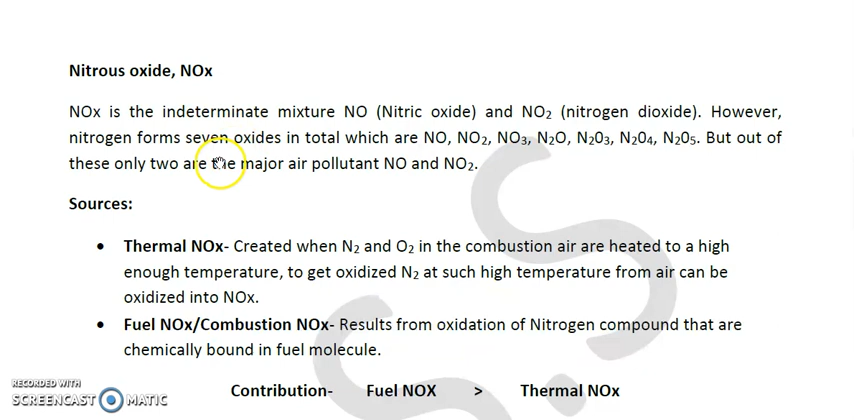 Nitrous oxide, NOx
NOx is the indeterminate mixture NO (Nitric oxide) and NO₂ (nitrogen dioxide). However,
nitrogen forms seven oxides in total which are NO, NO₂, NO₃, N₂O, N₂O₃, N₂O₄, N₂O₅. But out of
these only two are the major air pollutant NO and NO₂.
Sources:
• Thermal NOx- Created when N₂ and O₂ in the combustion air are heated to a high
enough temperature, to get oxidized N₂ at such high temperature from air can be
oxidized into NOx.
• Fuel NOx/Combustion NOx- Results from oxidation of Nitrogen compound that are
chemically bound in fuel molecule.
Contribution- Fuel NOX > Thermal NOx
RECORDED WITH
SCREENCAST O MATIC